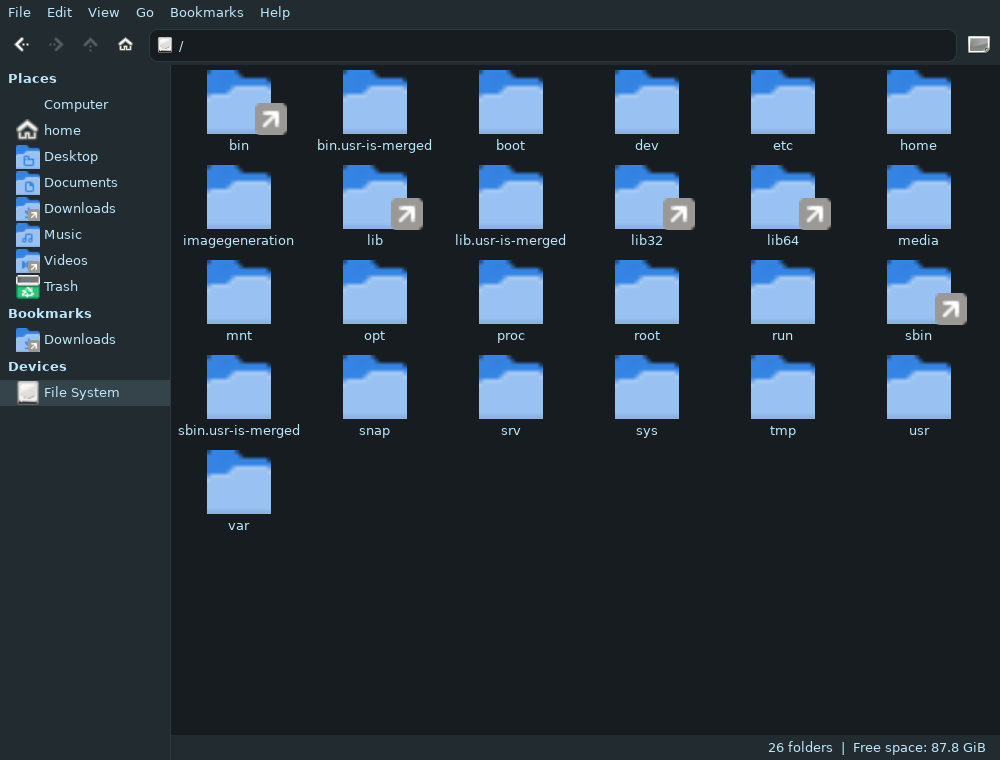 File Edit View Go Bookmarks Help
/
Places
Computer
home
Desktop
Documents
Downloads
Music
Videos
Trash
Bookmarks
Downloads
Devices
File System
bin bin.usr-is-merged boot dev etc home
imagegeneration lib lib.usr-is-merged lib32 lib64 media
mnt opt proc root run sbin
sbin.usr-is-merged snap srv sys tmp usr
var
26 folders | Free space: 87.8 GiB